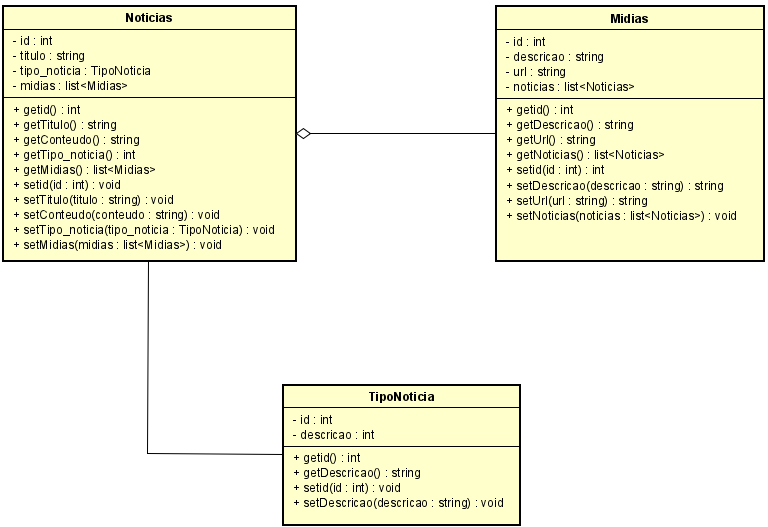 Noticias
- id : int
- titulo : string
- tipo_noticia : TipoNoticia
- midias : list<Midias>
+ getid() : int
+ getTitulo() : string
+ getConteudo() : string
+ getTipo_noticia() : int
+ getMidias() : list<Midias>
+ setid(id : int) : void
+ setTitulo(titulo : string) : void
+ setConteudo(conteudo : string) : void
+ setTipo_noticia(tipo_noticia : TipoNoticia) : void
+ setMidias(midias : list<Midias>) : void
Midias
- id : int
- descricao : string
- url : string
- noticias : list<Noticias>
+ getid() : int
+ getDescricao() : string
+ getUrl() : string
+ getNoticias() : list<Noticias>
+ setid(id : int) : int
+ setDescricao(descricao : string) : string
+ setUrl(url : string) : string
+ setNoticias(noticias : list<Noticias>) : void
TipoNoticia
- id : int
- descricao : int
+ getid() : int
+ getDescricao() : string
+ setid(id : int) : void
+ setDescricao(descricao : string) : void